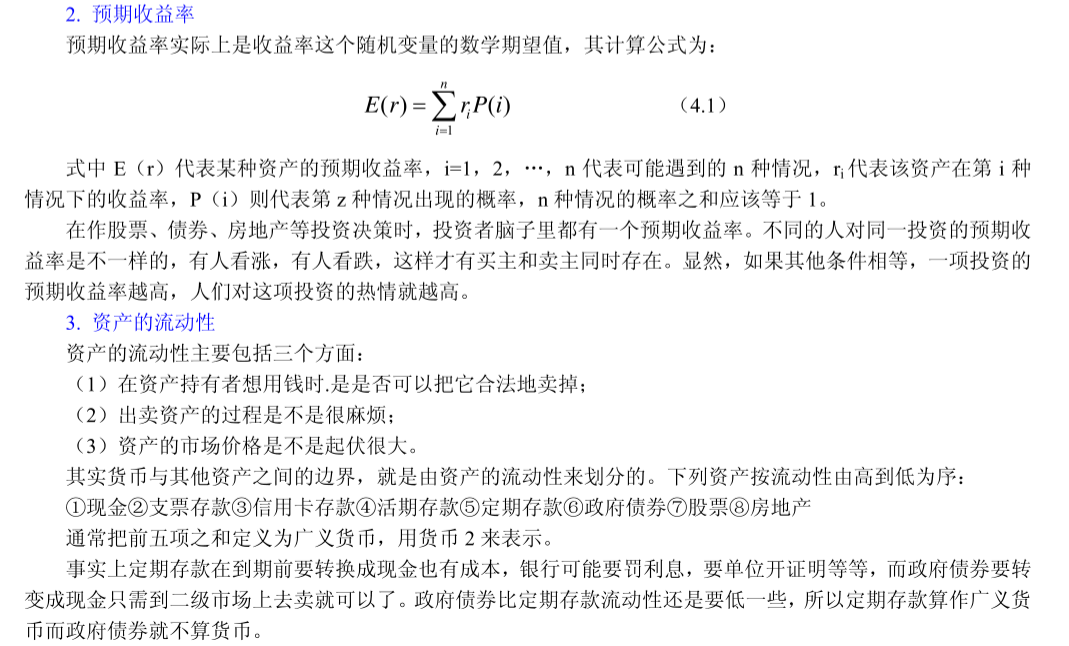 2. 预期收益率
预期收益率实际上是收益率这个随机变量的数学期望值，其计算公式为：
E(r) = ∑_{i=1}^{n} r_i P(i) （4.1）
式中 E（r）代表某种资产的预期收益率，i=1，2，…，n 代表可能遇到的 n 种情况，r_i代表该资产在第 i 种
情况下的收益率，P（i）则代表第 z 种情况出现的概率，n 种情况的概率之和应该等于 1。
在作股票、债券、房地产等投资决策时，投资者脑子里都有一个预期收益率。不同的人对同一投资的预期收
益率是不一样的，有人看涨，有人看跌，这样才有买主和卖主同时存在。显然，如果其他条件相等，一项投资的
预期收益率越高，人们对这项投资的热情就越高。
3. 资产的流动性
资产的流动性主要包括三个方面：
（1）在资产持有者想用钱时.是是否可以把它合法地卖掉；
（2）出卖资产的过程是不是很麻烦；
（3）资产的市场价格是不是起伏很大。
其实货币与其他资产之间的边界，就是由资产的流动性来划分的。下列资产按流动性由高到低为序：
①现金②支票存款③信用卡存款④活期存款⑤定期存款⑥政府债券⑦股票⑧房地产
通常把前五项之和定义为广义货币，用货币 2 来表示。
事实上定期存款在到期前要转换成现金也有成本，银行可能要罚利息，要单位开证明等等，而政府债券要转
变成现金只需到二级市场上去卖就可以了。政府债券比定期存款流动性还是要低一些，所以定期存款算作广义货
币而政府债券就不算货币。